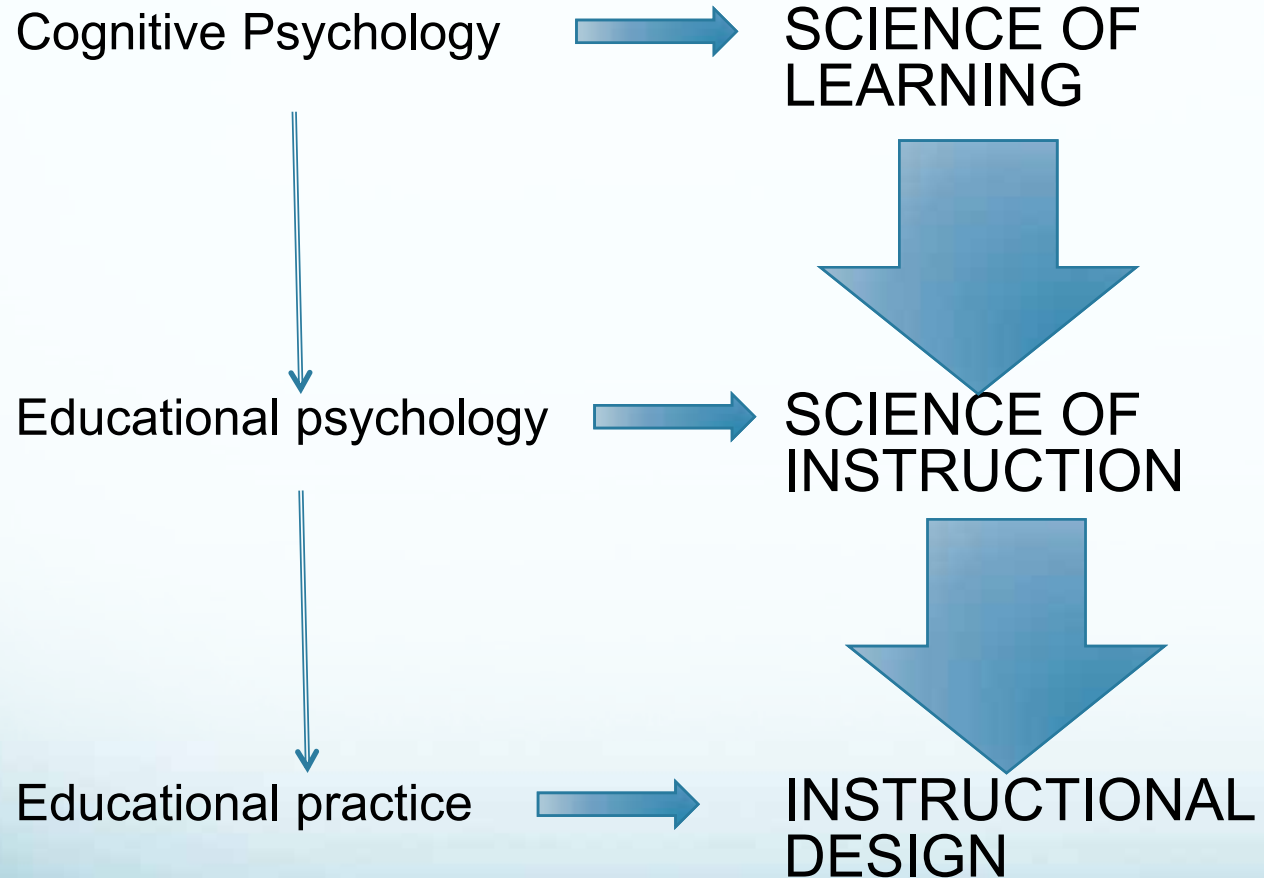 Cognitive Psychology
SCIENCE OF
LEARNING
Educational psychology
SCIENCE OF
INSTRUCTION
Educational practice
INSTRUCTIONAL
DESIGN